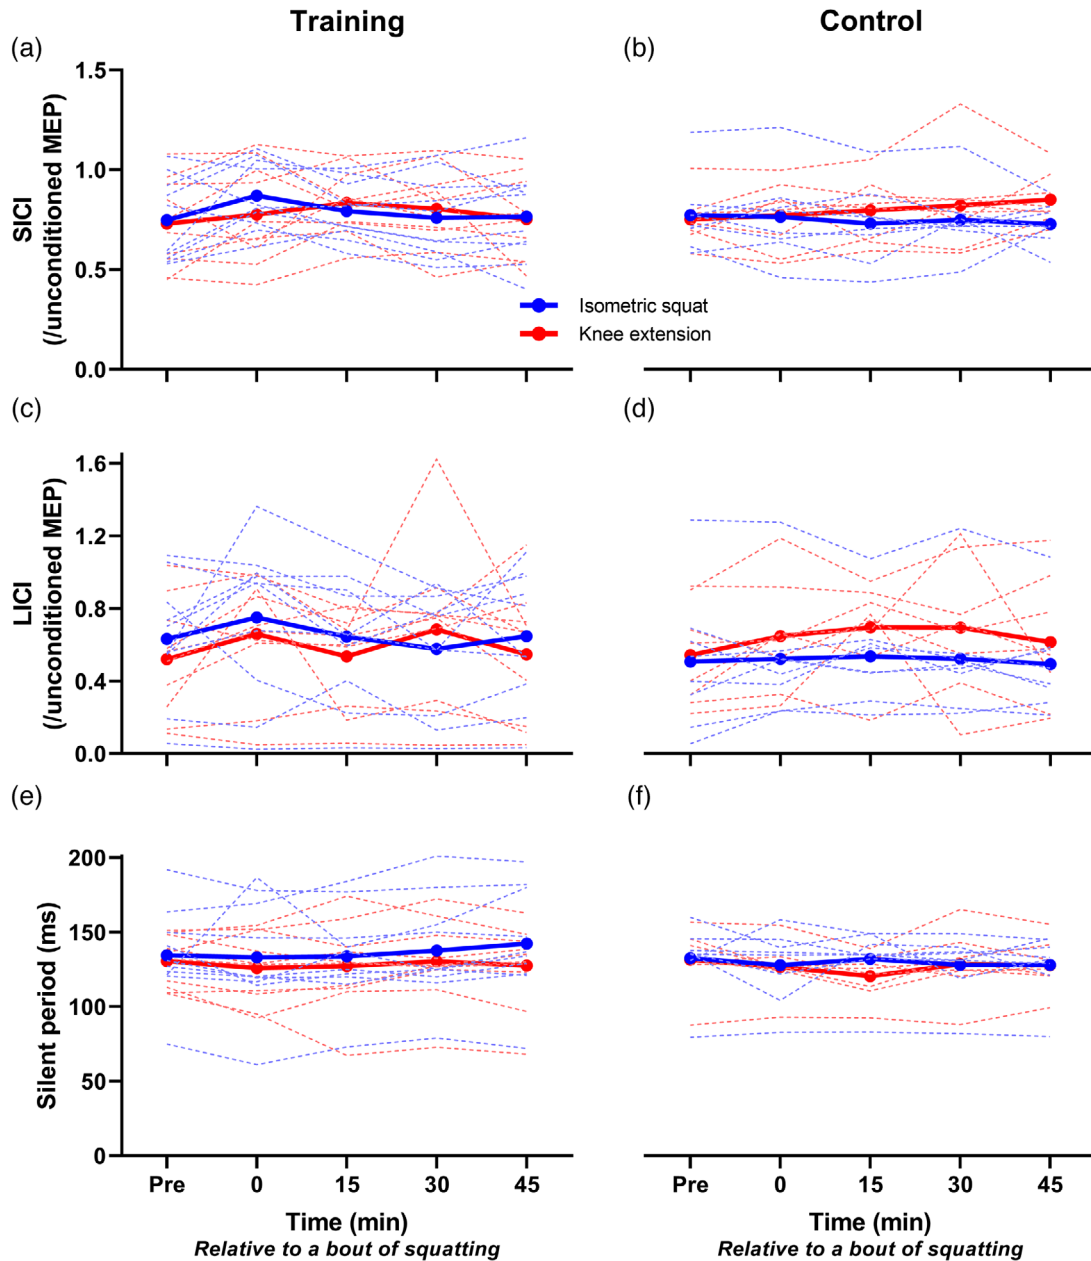 Training
Control
(a)
(b)
SICI
(/unconditioned MEP)
1.5
1.0
0.5
0.0
Isometric squat
Knee extension
(c)
(d)
LICI
(/unconditioned MEP)
1.6
1.2
0.8
0.4
0.0
(e)
(f)
Silent period (ms)
200
150
100
50
0
Pre 0 15 30 45
Pre 0 15 30 45
Time (min)
Relative to a bout of squatting
Time (min)
Relative to a bout of squatting